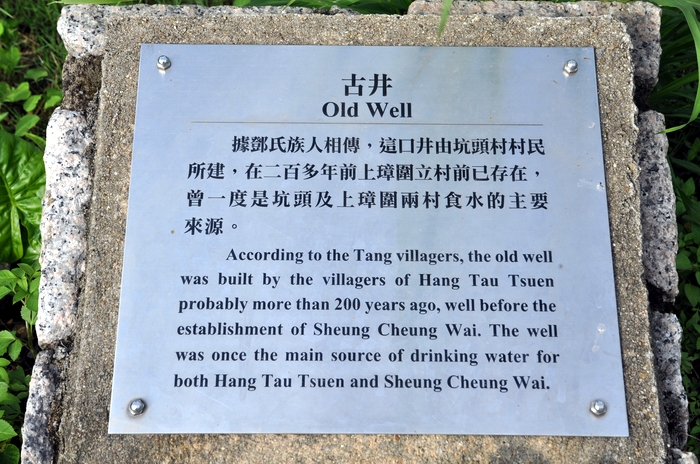 古井
Old Well
據鄧氏族人相傳，這口井由坑頭村村民
所建，在二百多年前上璋圍立村前已存在，
曾一度是坑頭及上璋圍兩村食水的主要
來源。
According to the Tang villagers, the old well
was built by the villagers of Hang Tau Tsuen
probably more than 200 years ago, well before the
establishment of Sheung Cheung Wai. The well
was once the main source of drinking water for
both Hang Tau Tsuen and Sheung Cheung Wai.